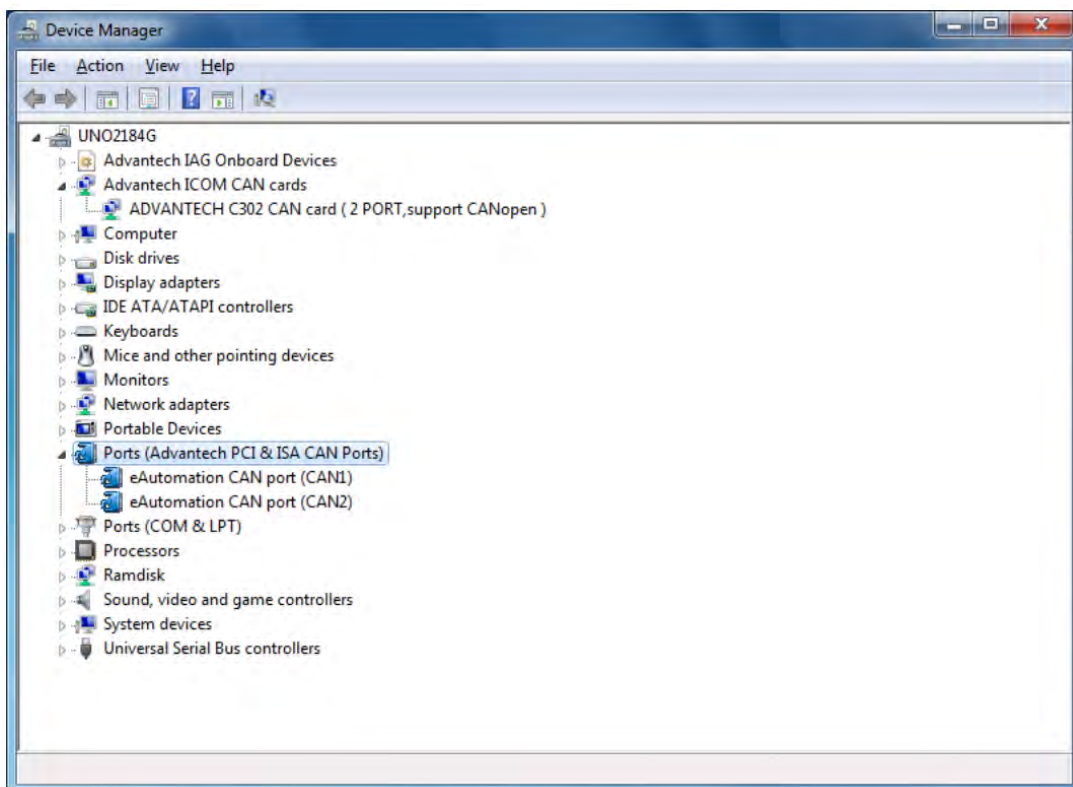 Device Manager
File Action View Help
UNO2184G
Advantech IAG Onboard Devices
Advantech ICOM CAN cards
ADVANTECH C302 CAN card ( 2 PORT,support CANopen )
Computer
Disk drives
Display adapters
IDE ATA/ATAPI controllers
Keyboards
Mice and other pointing devices
Monitors
Network adapters
Portable Devices
Ports (Advantech PCI & ISA CAN Ports)
eAutomation CAN port (CAN1)
eAutomation CAN port (CAN2)
Ports (COM & LPT)
Processors
Ramdisk
Sound, video and game controllers
System devices
Universal Serial Bus controllers